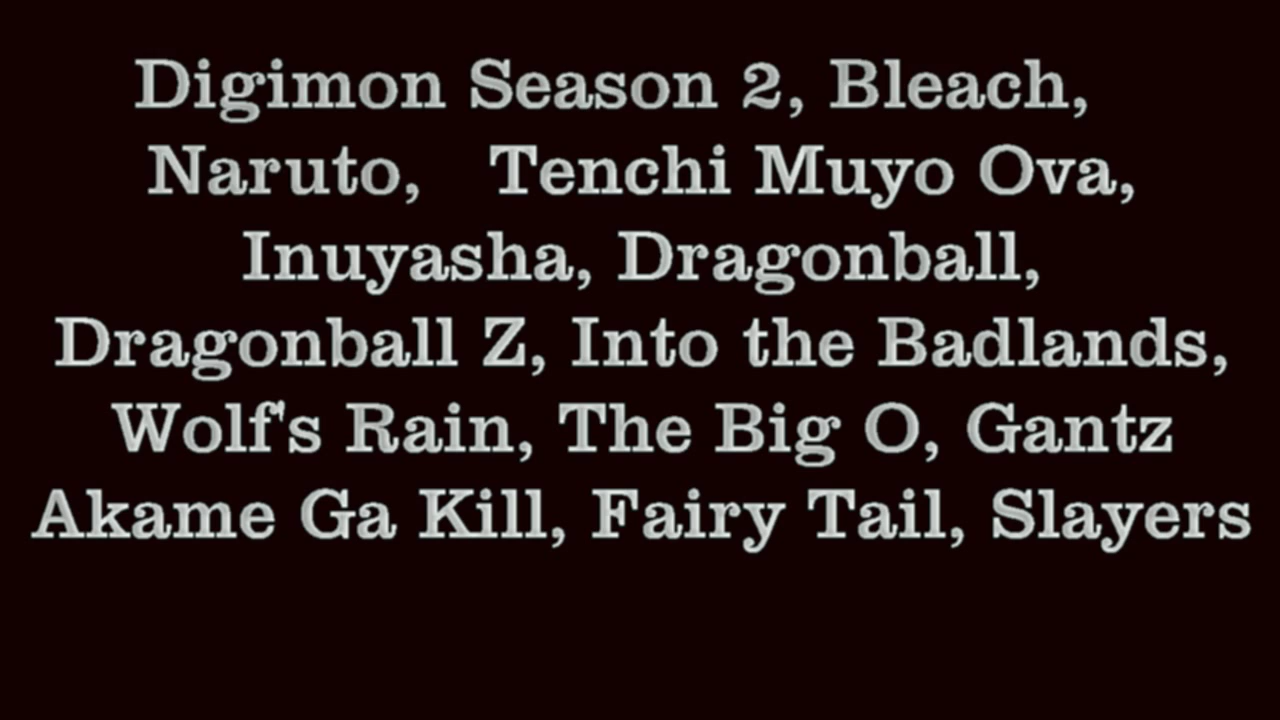 Digimon Season 2, Bleach,
Naruto, Tenchi Muyo Ova,
Inuyasha, Dragonball,
Dragonball Z, Into the Badlands,
Wolf's Rain, The Big O, Gantz
Akame Ga Kill, Fairy Tail, Slayers